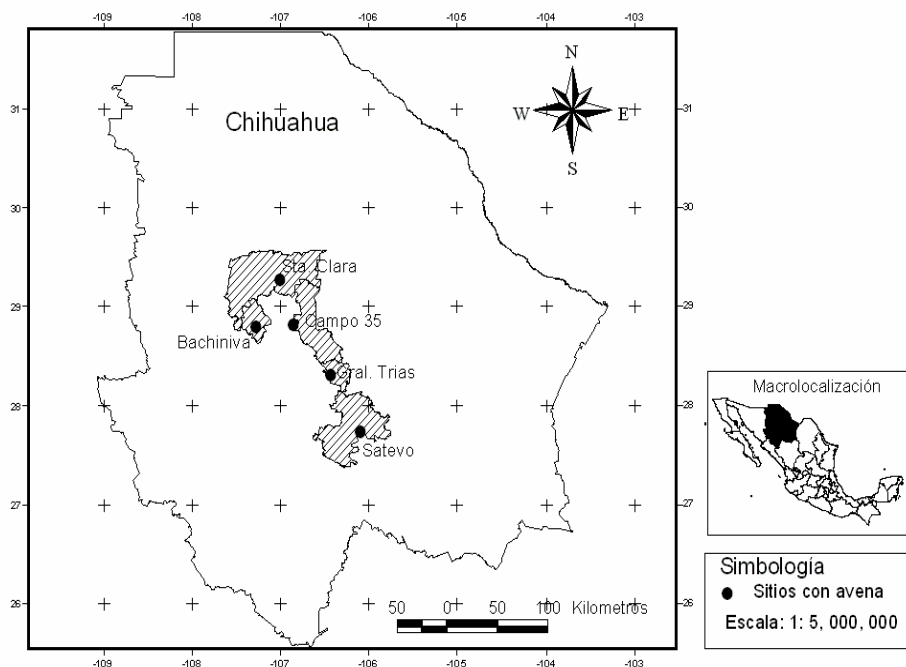 -109 -108 -107 -106 -105 -104 -103
N
W E
S
Chihuahua
31 31
30 30
29 29
28 28
27 27
26 26
Sta. Clara
Campo 35
Bachiniva
Gral. Trias
Satevo
50 0 50 100 Kilometros
-109 -108 -107 -106 -105 -104 -103
Macrolocalización
Simbología
Sitios con avena
Escala: 1: 5, 000, 000